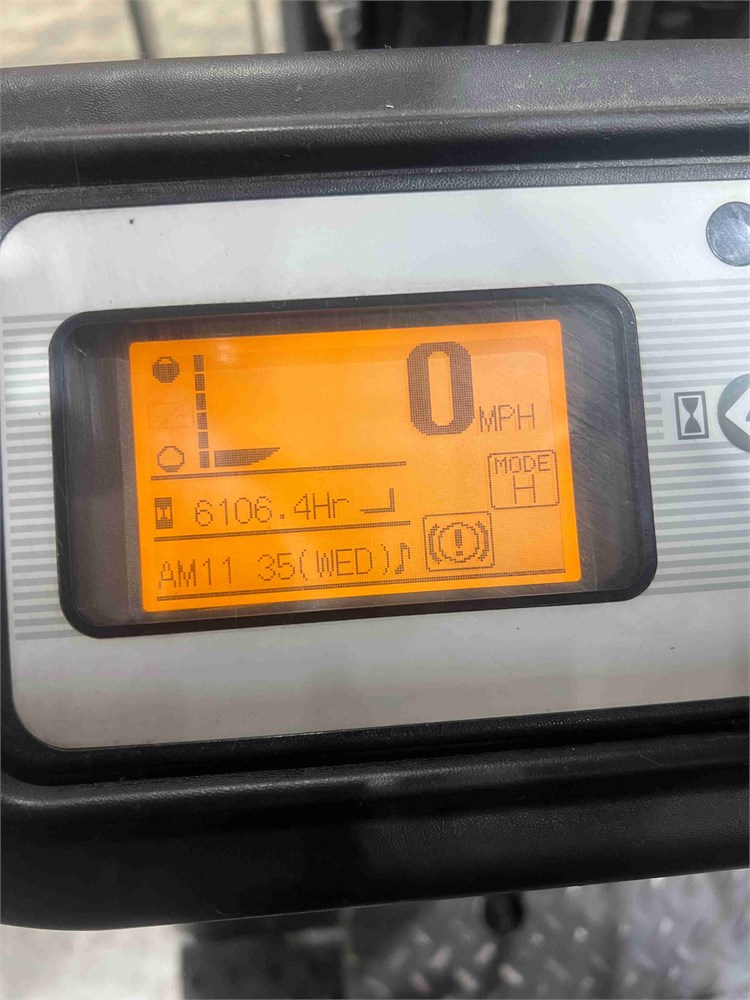 0 MPH
MODE
H
6106.4Hr
AM11 35(WED)♪